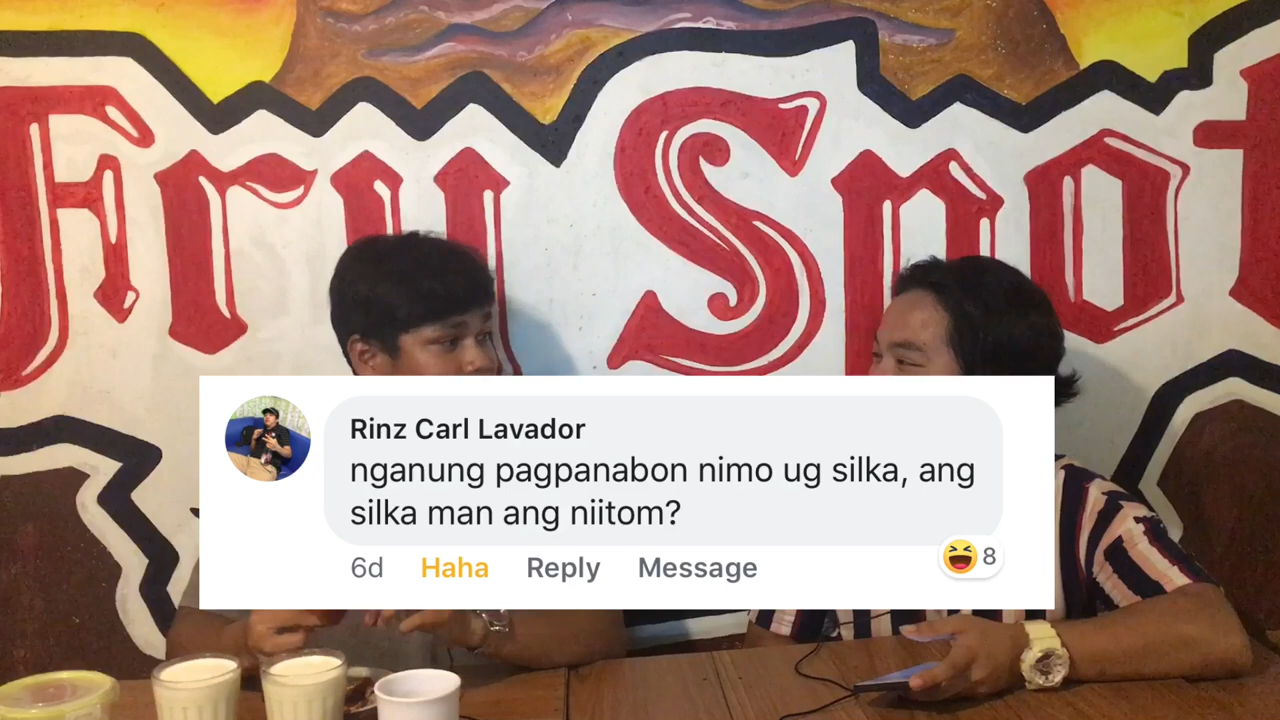 Fry Spot
Rinz Carl Lavador
nganung pagpanabon nimo ug silka, ang
silka man ang niitom?
6d Haha Reply Message 8